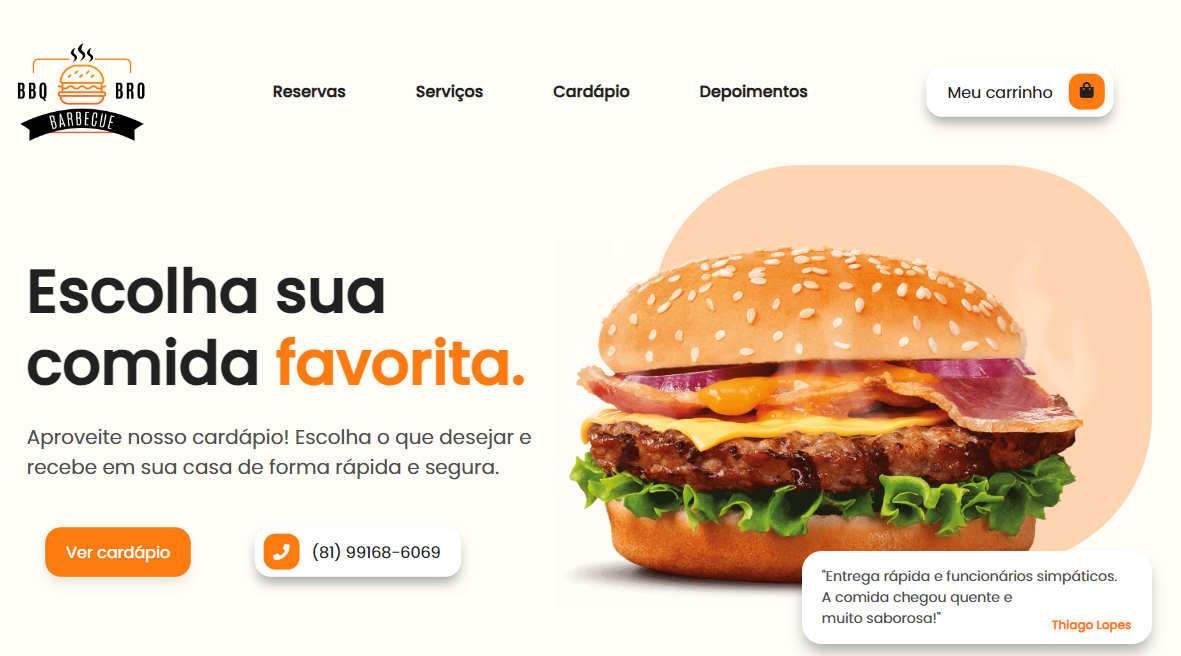 BBQ BRO
BARBECUE
Reservas
Serviços
Cardápio
Depoimentos
Meu carrinho
Escolha sua
comida favorita.
Aproveite nosso cardápio! Escolha o que desejar e
recebe em sua casa de forma rápida e segura.
Ver cardápio
(81) 99168-6069
"Entrega rápida e funcionários simpáticos.
A comida chegou quente e
muito saborosa!"
Thiago Lopes